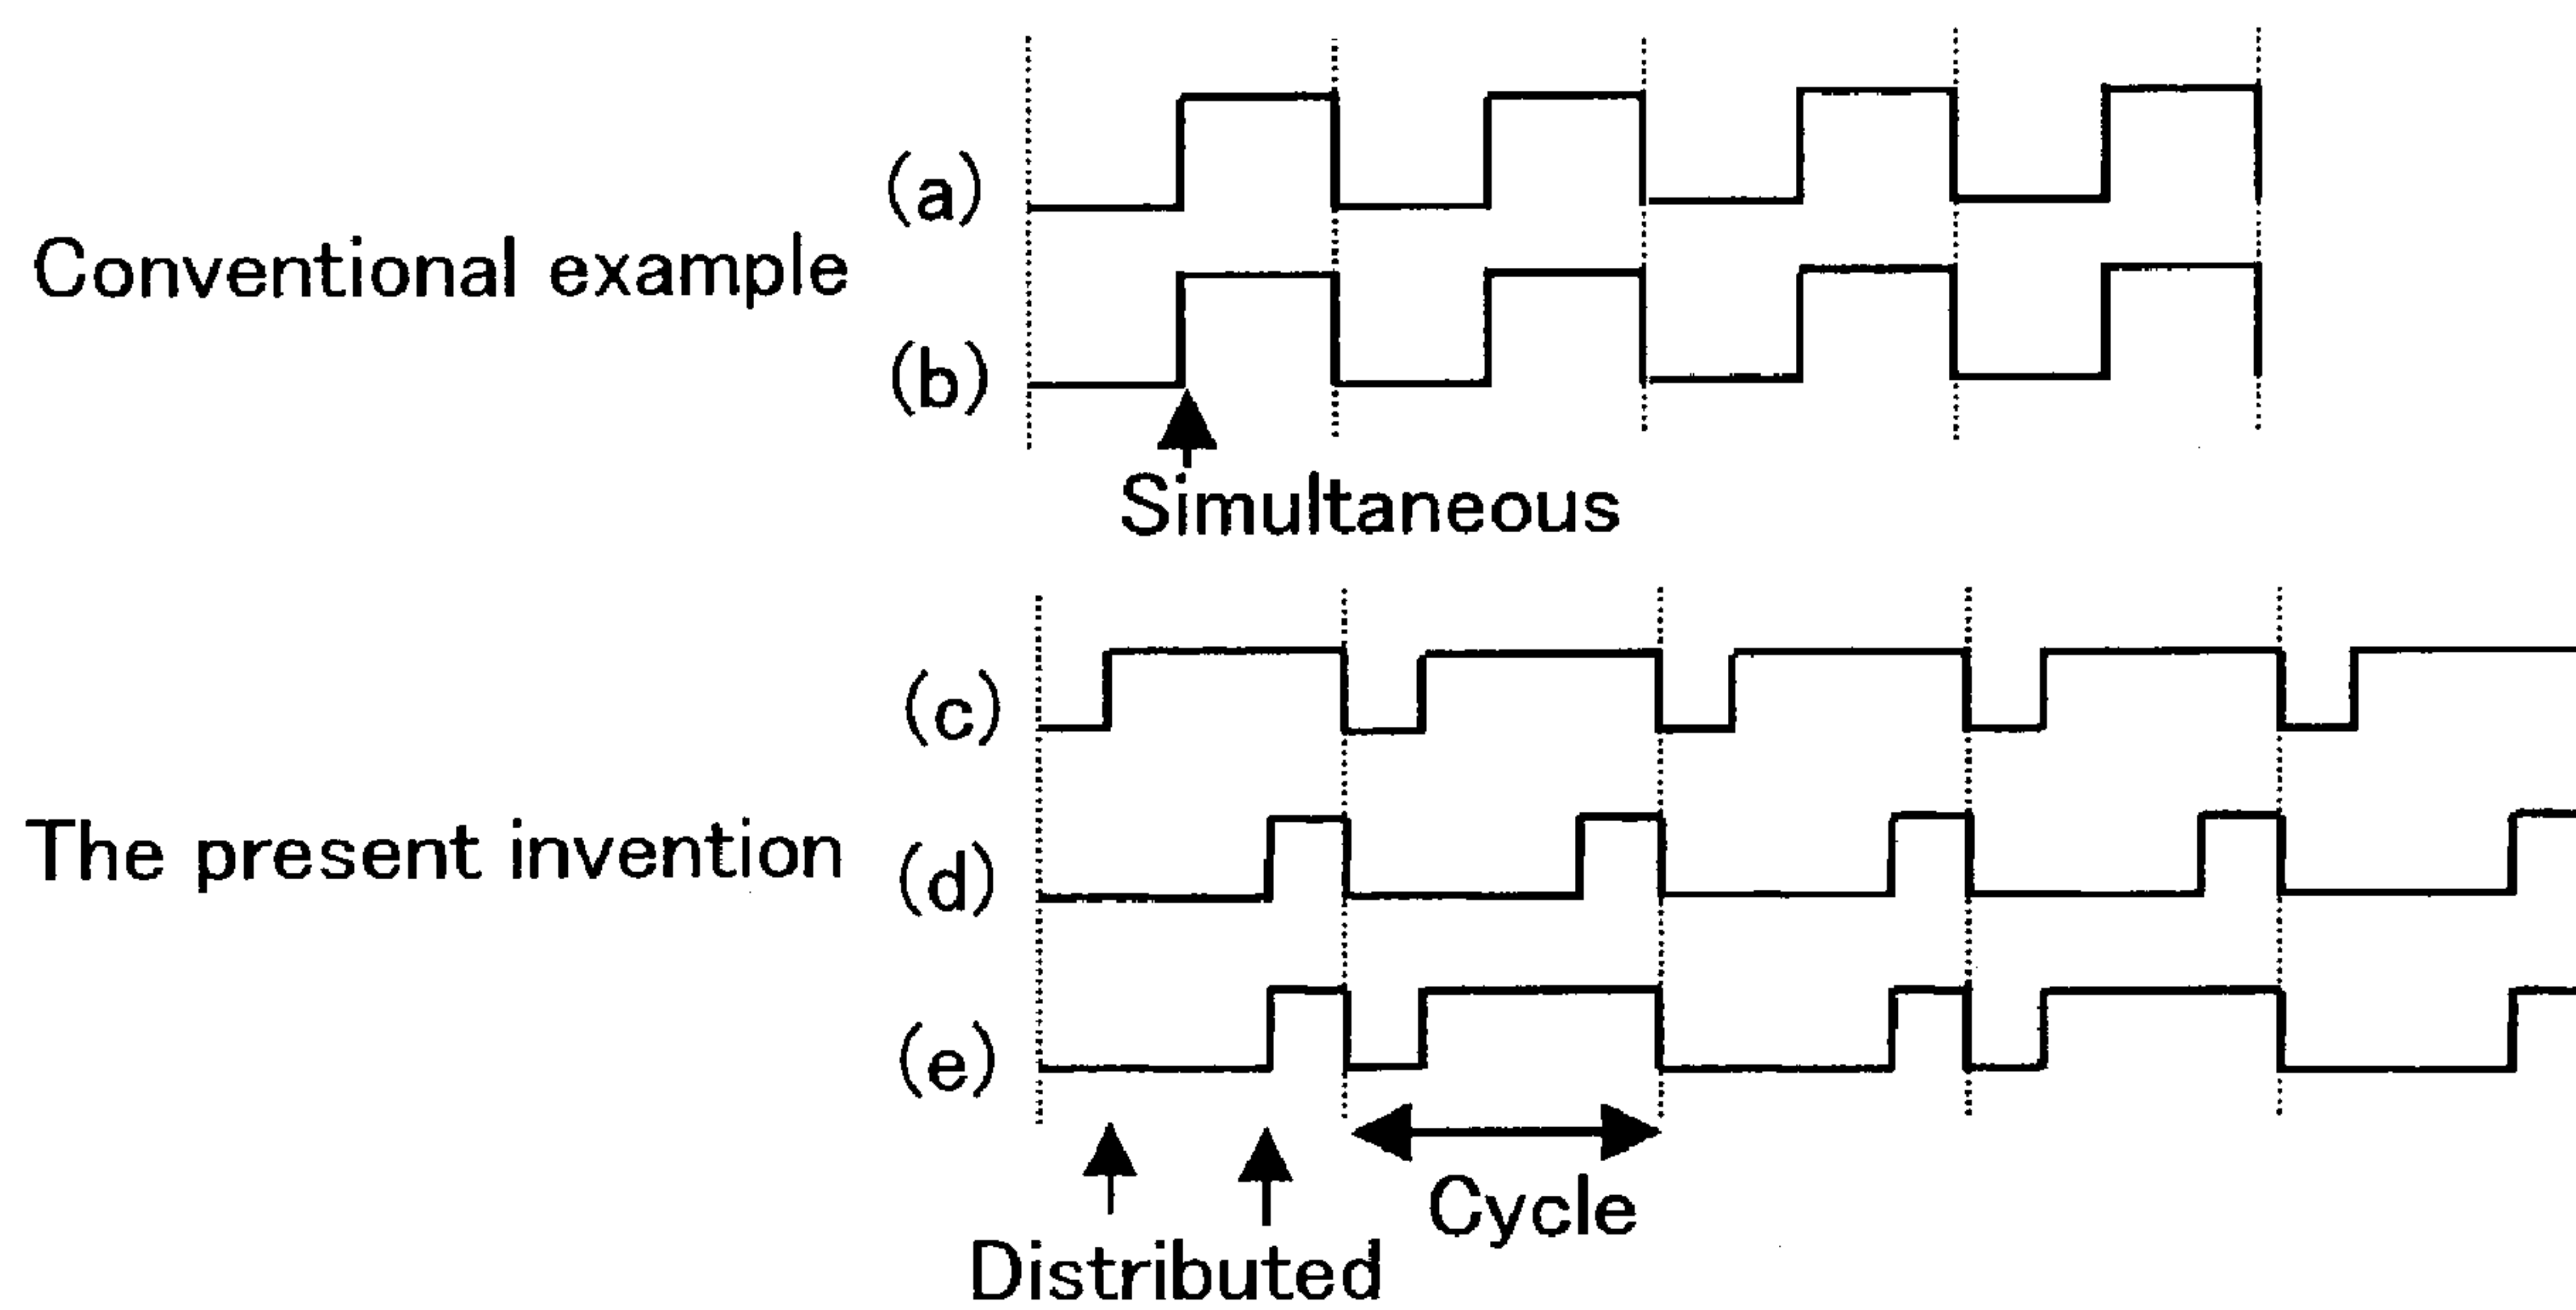 (a)
Conventional example
(b)
Simultaneous
(c)
The present invention
(d)
(e)
Cycle
Distributed